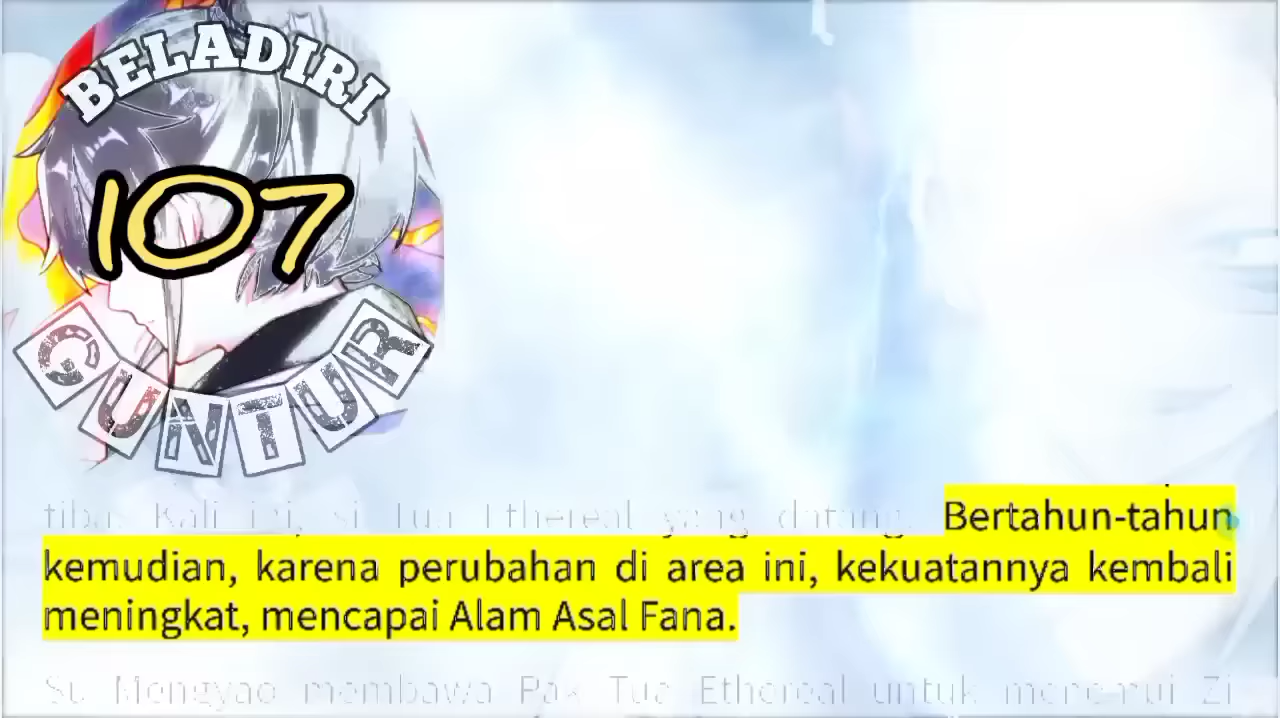 BELADIRI
107
GUNTUR
tiba. Kali ini, si Tua Ethereal yang datang. Bertahun-tahun
kemudian, karena perubahan di area ini, kekuatannya kembali
meningkat, mencapai Alam Asal Fana.
Su Mengyao membawa Pak Tua Ethereal untuk menemui Zi